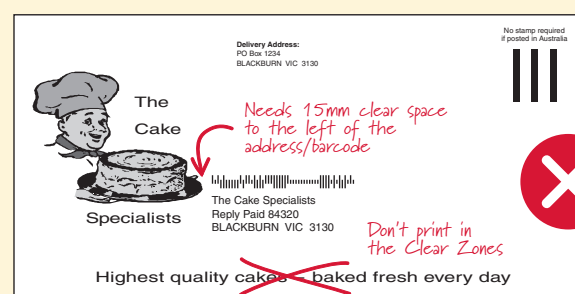 No stamp required
if posted in Australia
Delivery Address:
PO Box 1234
BLACKBURN VIC 3130
The
Cake
Specialists
Needs 15mm clear space
to the left of the
address/barcode
The Cake Specialists
Reply Paid 84320
BLACKBURN VIC 3130
Don't print in
the Clear Zones
Highest quality cakes – baked fresh every day